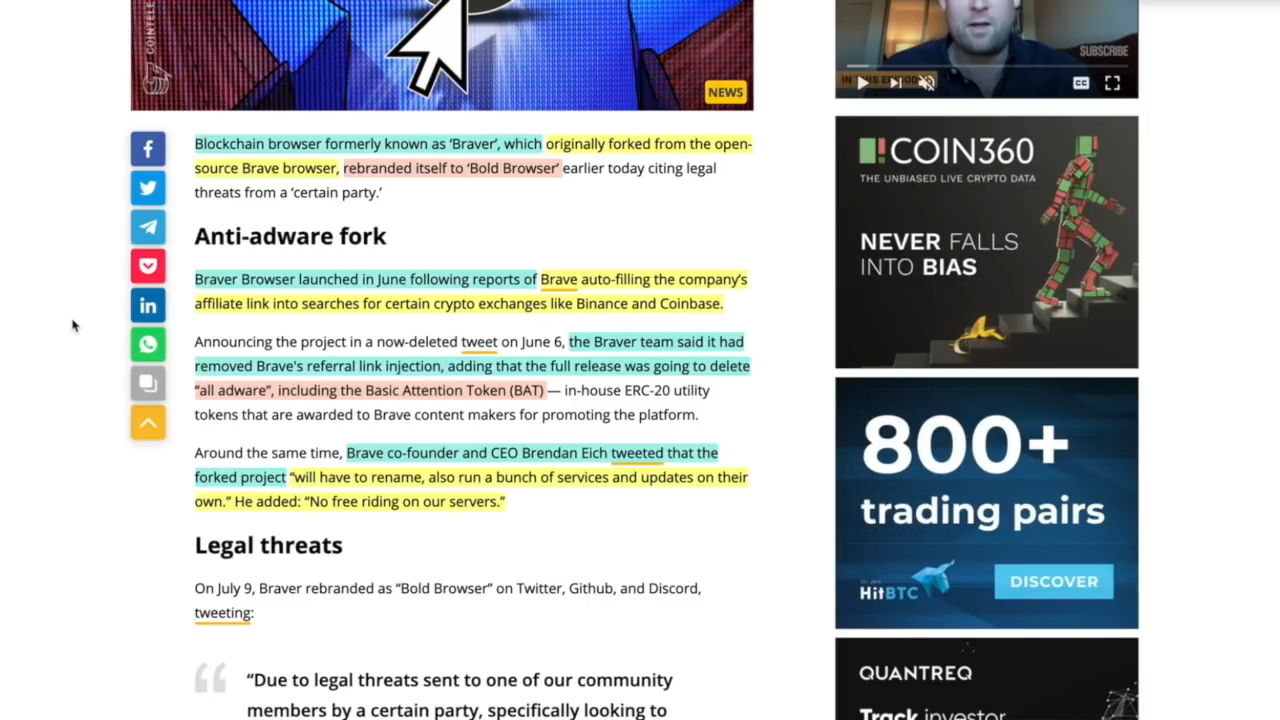 COINTELE
NEWS
SUBSCRIBE
CC
Blockchain browser formerly known as ‘Braver’, which originally forked from the open-
source Brave browser, rebranded itself to ‘Bold Browser’ earlier today citing legal
threats from a ‘certain party.’
Anti-adware fork
Braver Browser launched in June following reports of Brave auto-filling the company’s
affiliate link into searches for certain crypto exchanges like Binance and Coinbase.
Announcing the project in a now-deleted tweet on June 6, the Braver team said it had
removed Brave's referral link injection, adding that the full release was going to delete
“all adware”, including the Basic Attention Token (BAT) — in-house ERC-20 utility
tokens that are awarded to Brave content makers for promoting the platform.
Around the same time, Brave co-founder and CEO Brendan Eich tweeted that the
forked project “will have to rename, also run a bunch of services and updates on their
own.” He added: “No free riding on our servers.”
Legal threats
On July 9, Braver rebranded as “Bold Browser” on Twitter, Github, and Discord,
tweeting:
“Due to legal threats sent to one of our community
members by a certain party, specifically looking to
COIN360
THE UNBIASED LIVE CRYPTO DATA
NEVER FALLS
INTO BIAS
800+
trading pairs
HitBTC
DISCOVER
QUANTREQ
Track investor